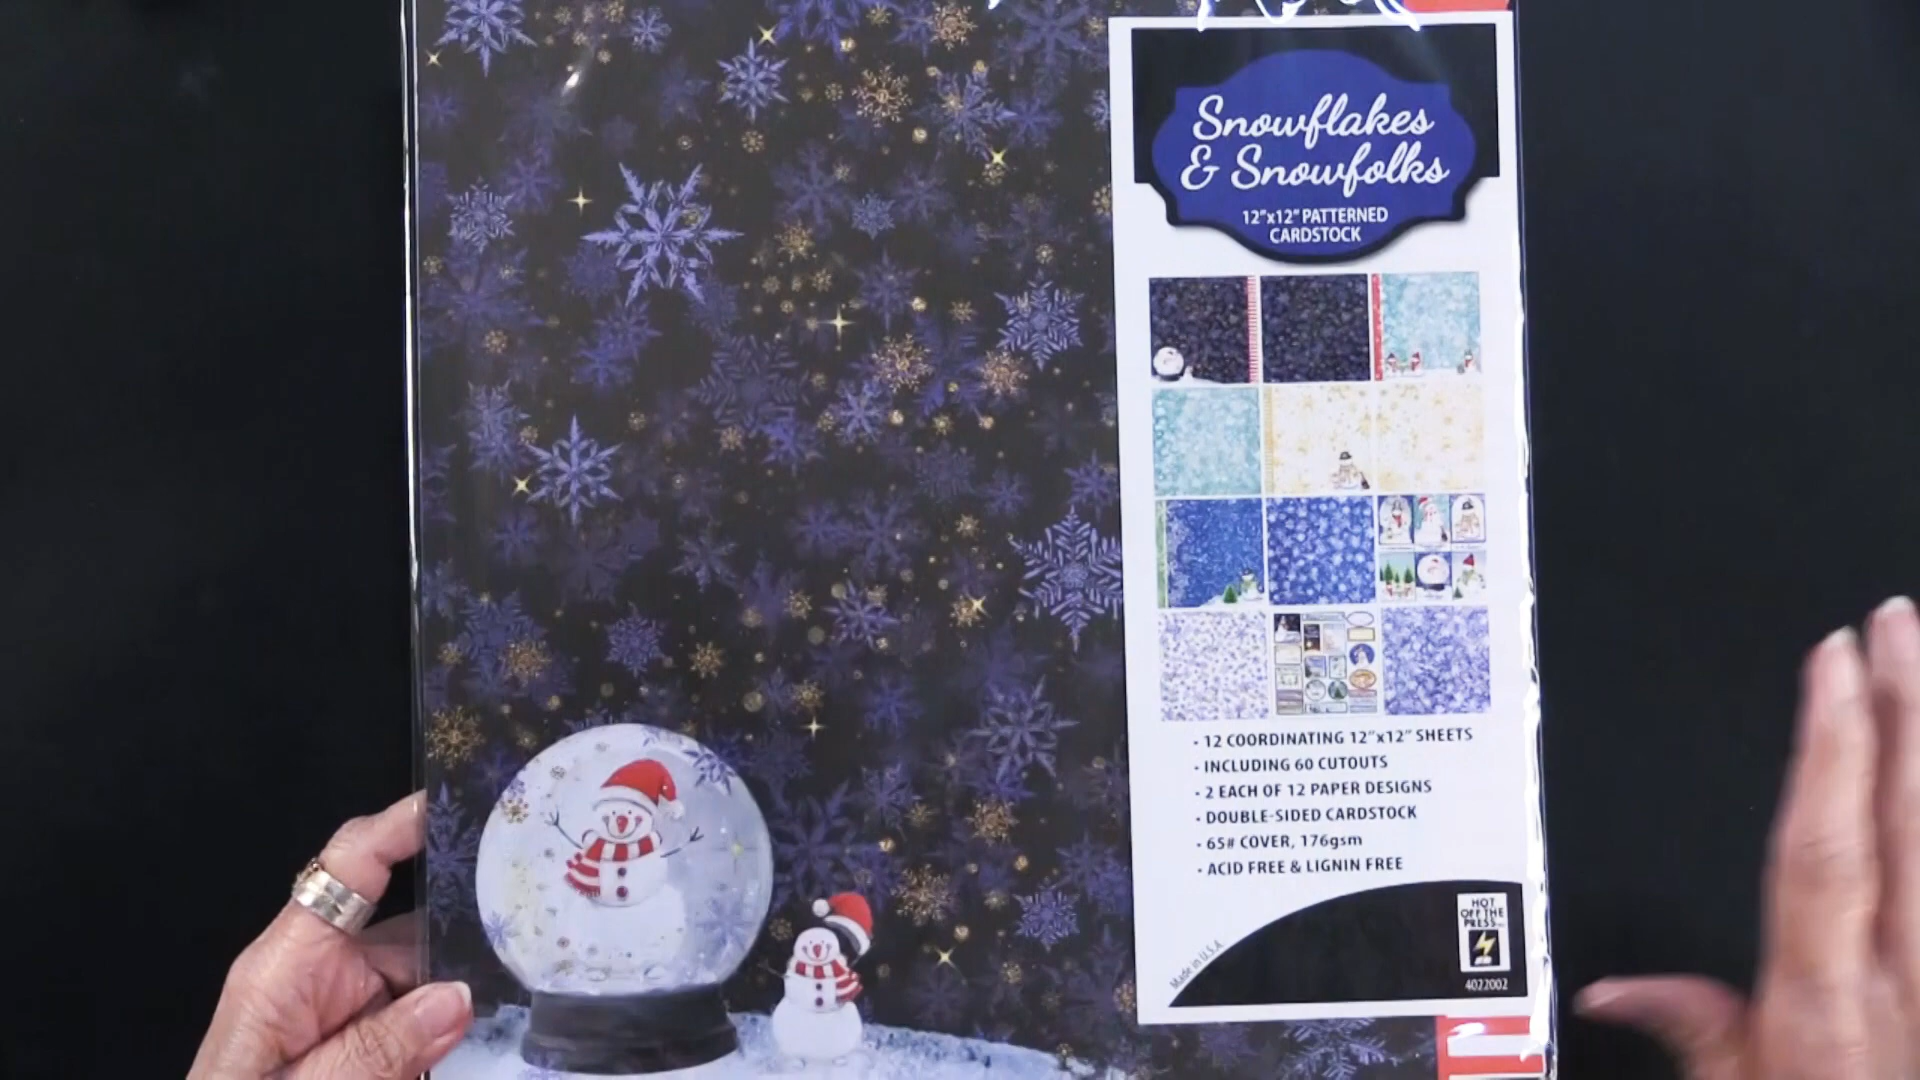 Snowflakes
& Snowfolks
12"x12" PATTERNED
CARDSTOCK
• 12 COORDINATING 12"x12" SHEETS
• INCLUDING 60 CUTOUTS
• 2 EACH OF 12 PAPER DESIGNS
• DOUBLE-SIDED CARDSTOCK
• 65# COVER, 176gsm
• ACID FREE & LIGNIN FREE
Made in U.S.A.
HOT
OFF THE
PRESS
4022002